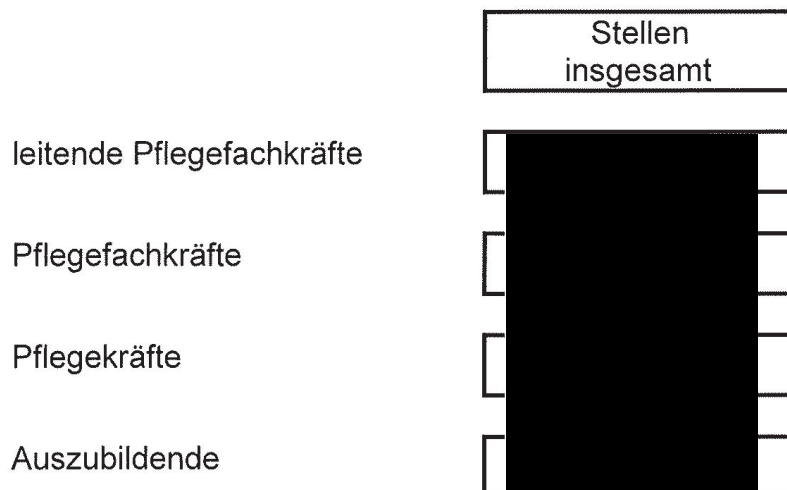 Stellen
insgesamt
leitende Pflegefachkräfte
Pflegefachkräfte
Pflegekräfte
Auszubildende